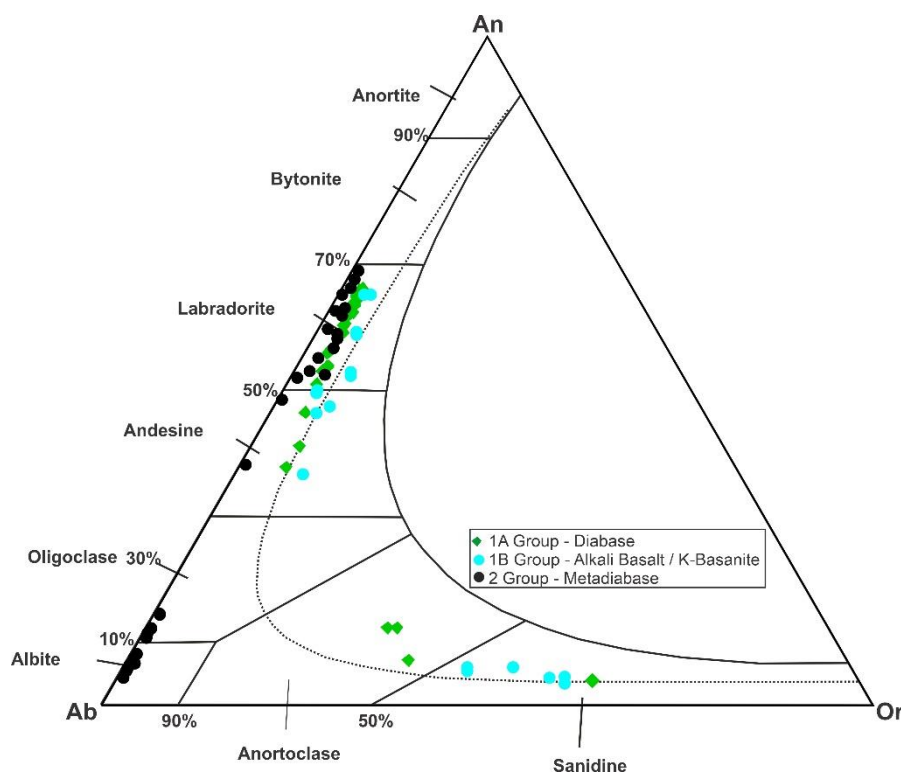 An
Anortite
90%
Bytonite
70%
Labradorite
50%
Andesine
1A Group - Diabase
1B Group - Alkali Basalt / K-Basanite
2 Group - Metadiabase
Oligoclase 30%
10%
Albite
Ab
90%
50%
Or
Anortoclase
Sanidine